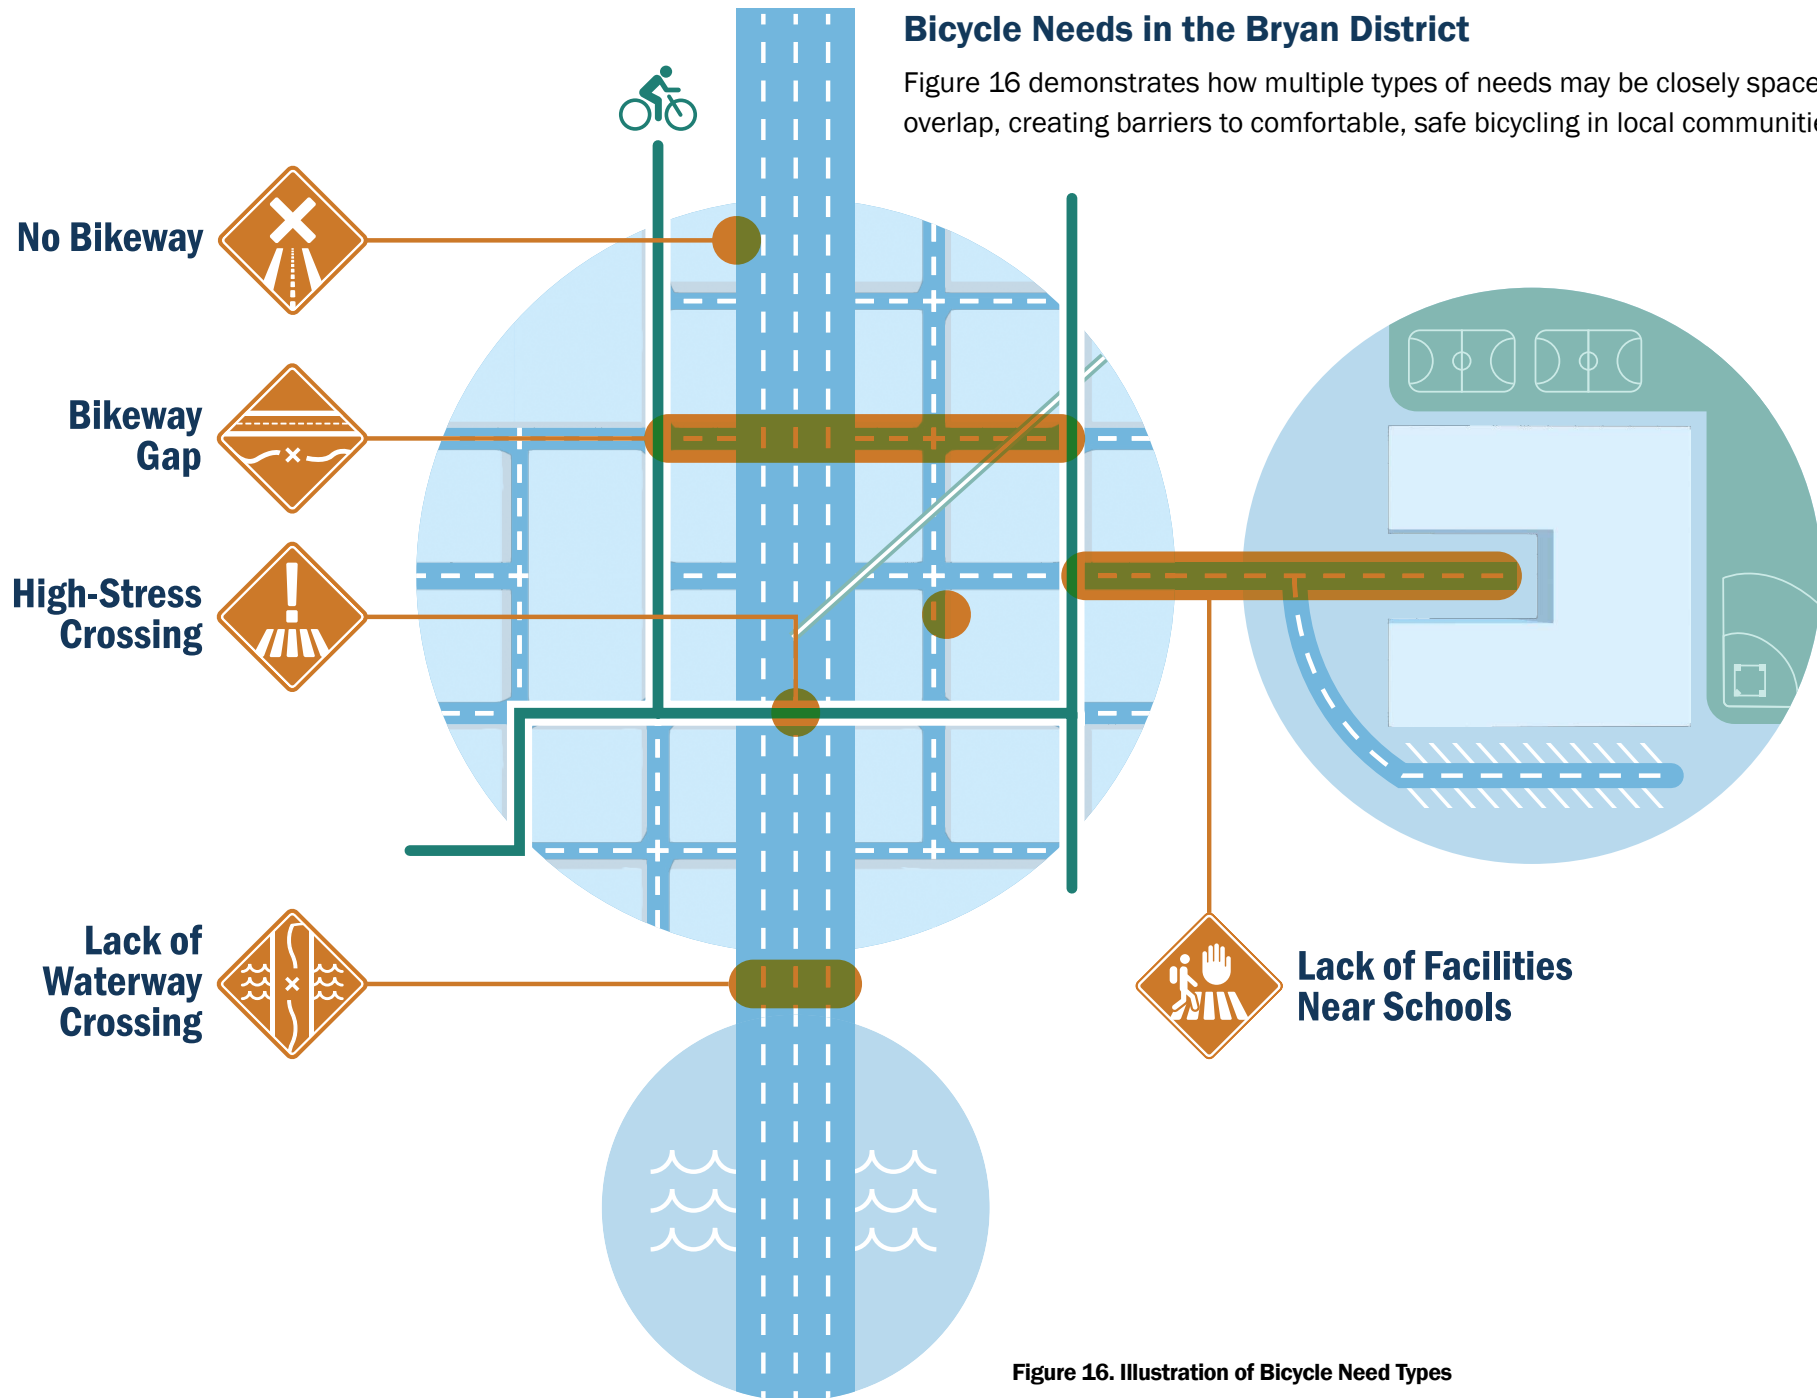 Bicycle Needs in the Bryan District
Figure 16 demonstrates how multiple types of needs may be closely space
overlap, creating barriers to comfortable, safe bicycling in local communiti
No Bikeway
Bikeway
Gap
High-Stress
Crossing
Lack of
Waterway
Crossing
Lack of Facilities
Near Schools
Figure 16. Illustration of Bicycle Need Types